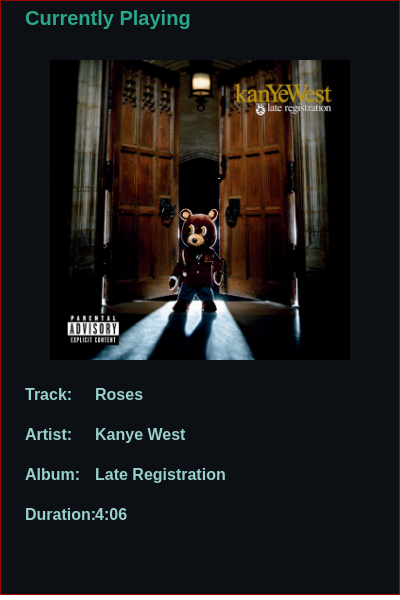 Currently Playing
kanYeWest
late registration
PARENTAL
ADVISORY
EXPLICIT CONTENT
Track: Roses
Artist: Kanye West
Album: Late Registration
Duration:4:06